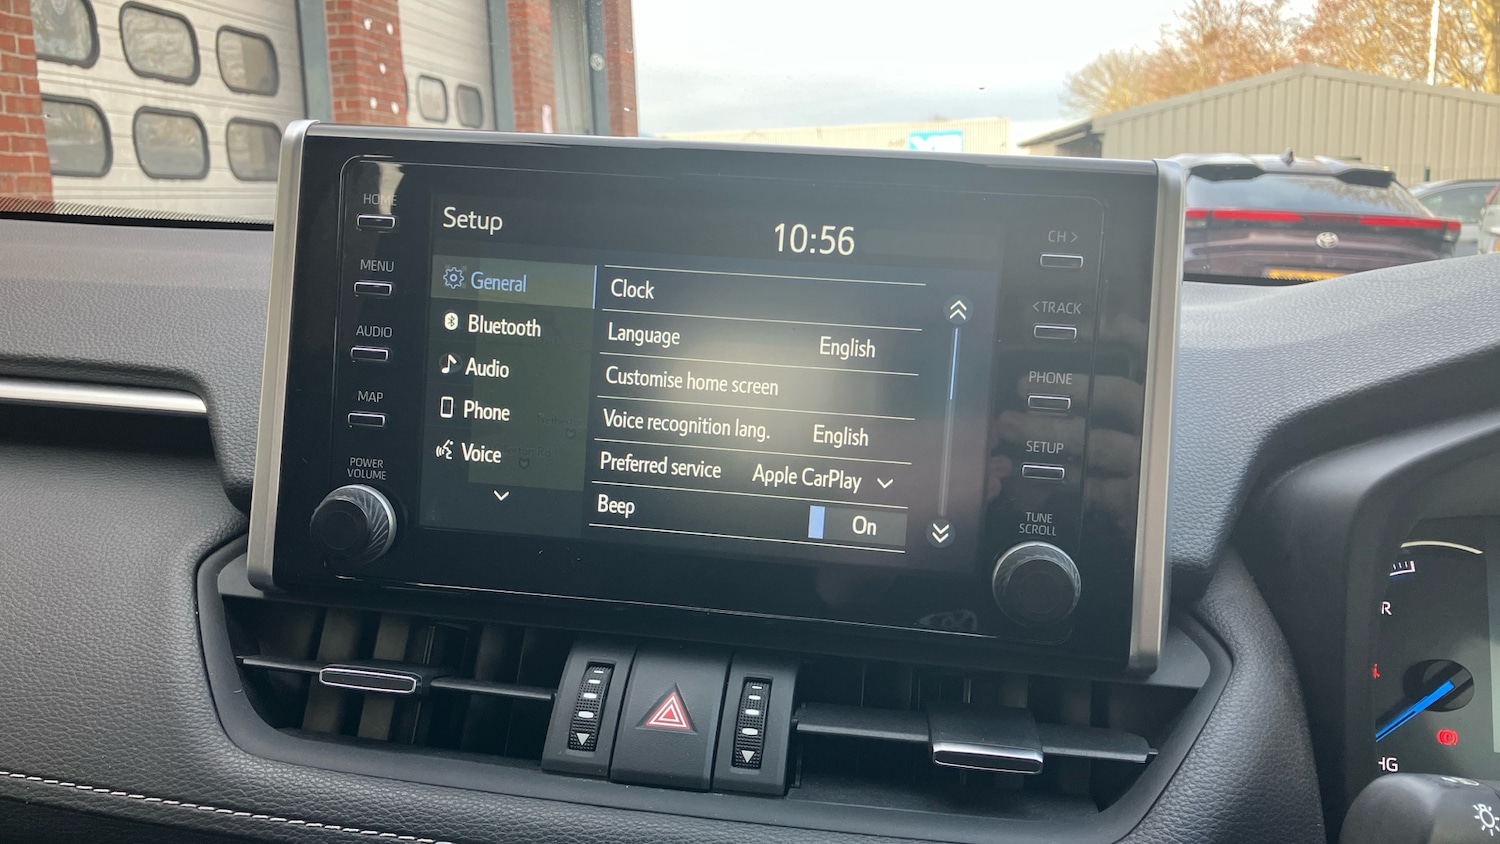 HOME
MENU
AUDIO
MAP
POWER
VOLUME
Setup
10:56
General
Bluetooth
Audio
Phone
Voice
Clock
Language English
Customise home screen
Voice recognition lang. English
Preferred service Apple CarPlay
Beep On
CH >
< TRACK
PHONE
SETUP
TUNE
SCROLL
R
HG